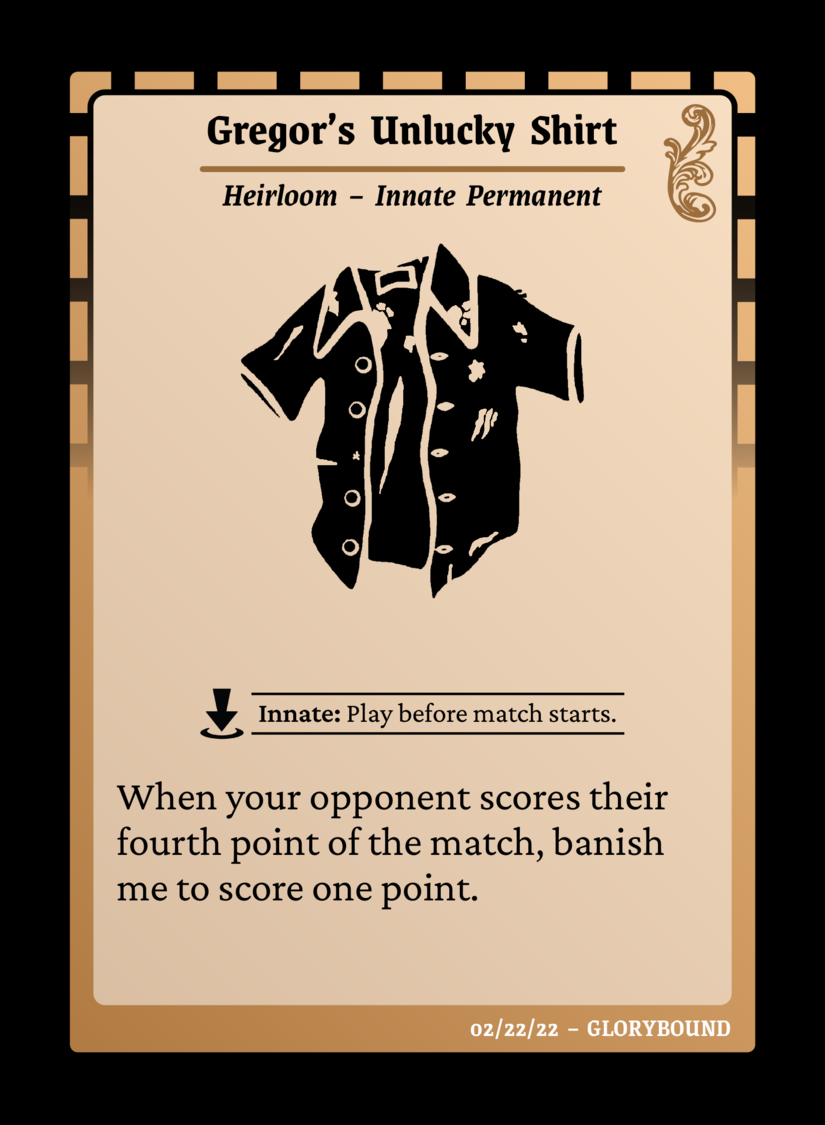 Gregor's Unlucky Shirt
Heirloom – Innate Permanent
Innate: Play before match starts.
When your opponent scores their
fourth point of the match, banish
me to score one point.
02/22/22 – GLORYBOUND